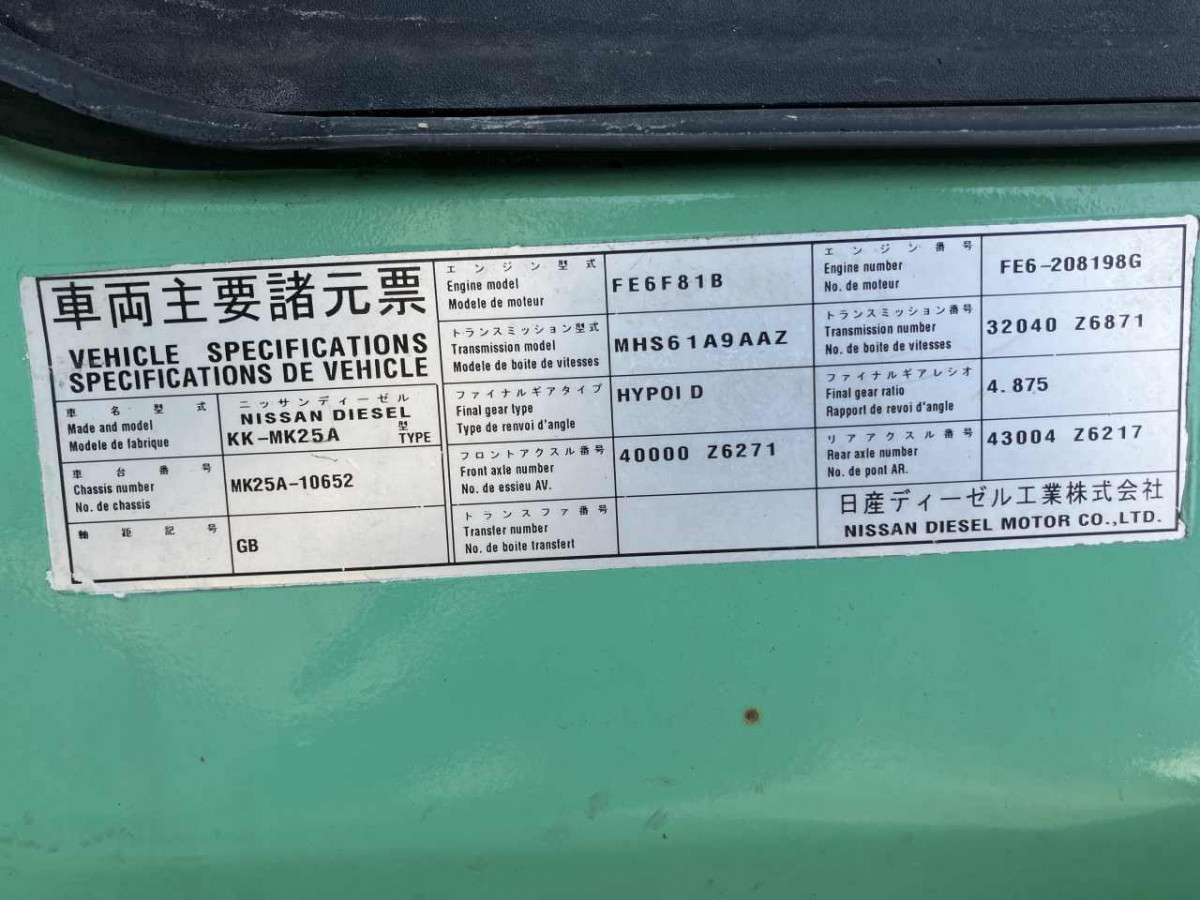 車両主要諸元票
VEHICLE SPECIFICATIONS
SPECIFICATIONS DE VEHICLE
車名型式
Made and model
Modele de fabrique
ニッサンディーゼル
NISSAN DIESEL
KK-MK25A 型 TYPE
車台番号
Chassis number
No. de chassis
MK25A-10652
軸距記号
GB
エンジン型式
Engine model
Modele de moteur
FE6F81B
エンジン番号
Engine number
No. de moteur
FE6-208198G
トランスミッション型式
Transmission model
Modele de boite de vitesses
MHS61A9AAZ
トランスミッション番号
Transmission number
No. de boite de vitesses
32040 Z6871
ファイナルギアタイプ
Final gear type
Type de renvoi d'angle
HYPOI D
ファイナルギアレシオ
Final gear ratio
Rapport de revoi d'angle
4.875
フロントアクスル番号
Front axle number
No. de essieu AV.
40000 Z6271
リアアクスル番号
Rear axle number
No. de pont AR.
43004 Z6217
トランスファ番号
Transfer number
No. de boite transfert
日産ディーゼル工業株式会社
NISSAN DIESEL MOTOR CO.,LTD.